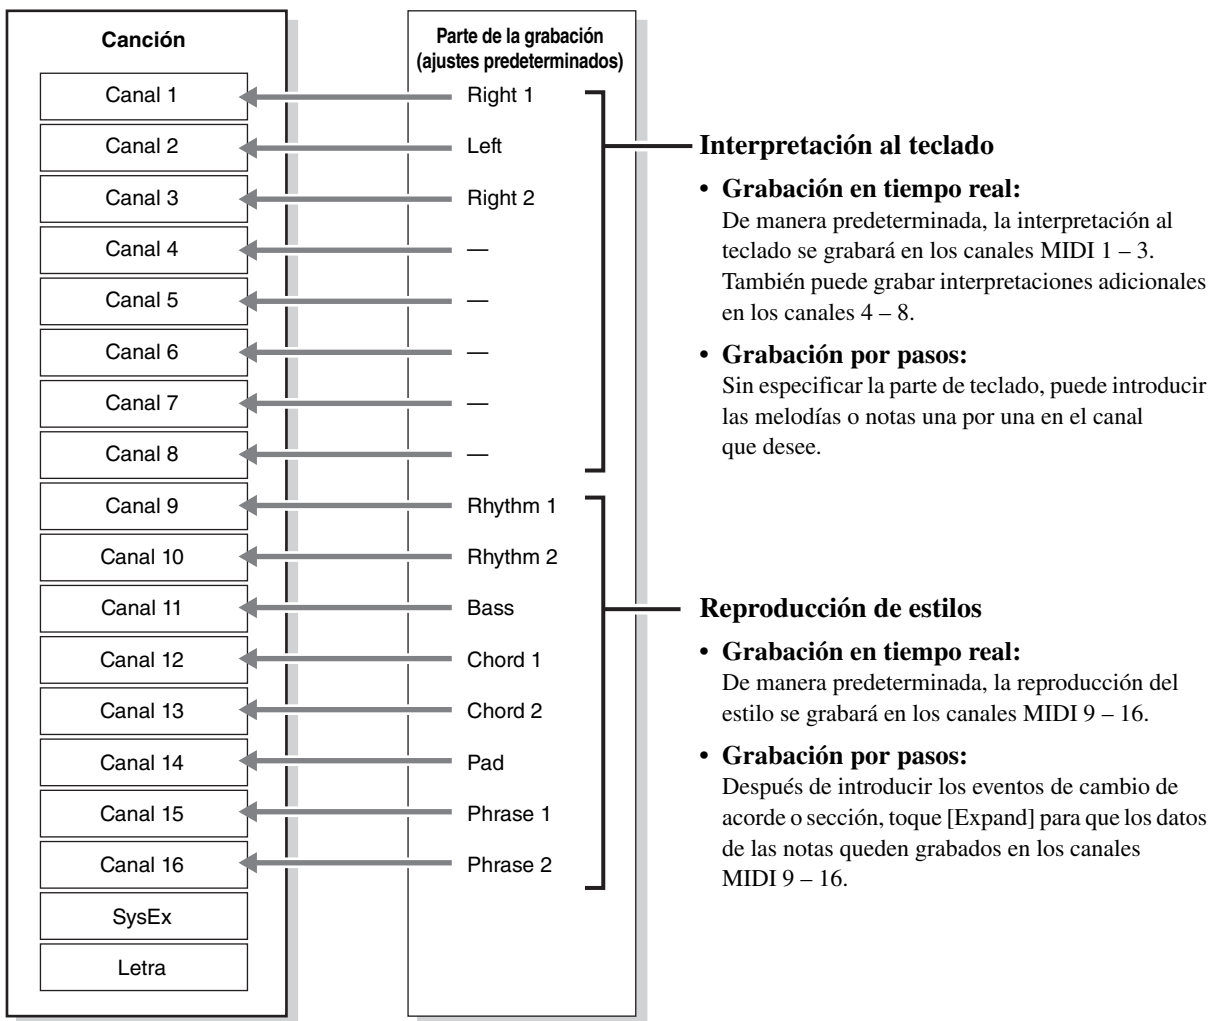 Canción
Parte de la grabación
(ajustes predeterminados)
Canal 1
Right 1
Canal 2
Left
Canal 3
Right 2
Canal 4
—
Canal 5
—
Canal 6
—
Canal 7
—
Canal 8
—
Canal 9
Rhythm 1
Canal 10
Rhythm 2
Canal 11
Bass
Canal 12
Chord 1
Canal 13
Chord 2
Canal 14
Pad
Canal 15
Phrase 1
Canal 16
Phrase 2
SysEx
Letra
Interpretación al teclado
• Grabación en tiempo real:
De manera predeterminada, la interpretación al
teclado se grabará en los canales MIDI 1 – 3.
También puede grabar interpretaciones adicionales
en los canales 4 – 8.
• Grabación por pasos:
Sin especificar la parte de teclado, puede introducir
las melodías o notas una por una en el canal
que desee.
Reproducción de estilos
• Grabación en tiempo real:
De manera predeterminada, la reproducción del
estilo se grabará en los canales MIDI 9 – 16.
• Grabación por pasos:
Después de introducir los eventos de cambio de
acorde o sección, toque [Expand] para que los datos
de las notas queden grabados en los canales
MIDI 9 – 16.